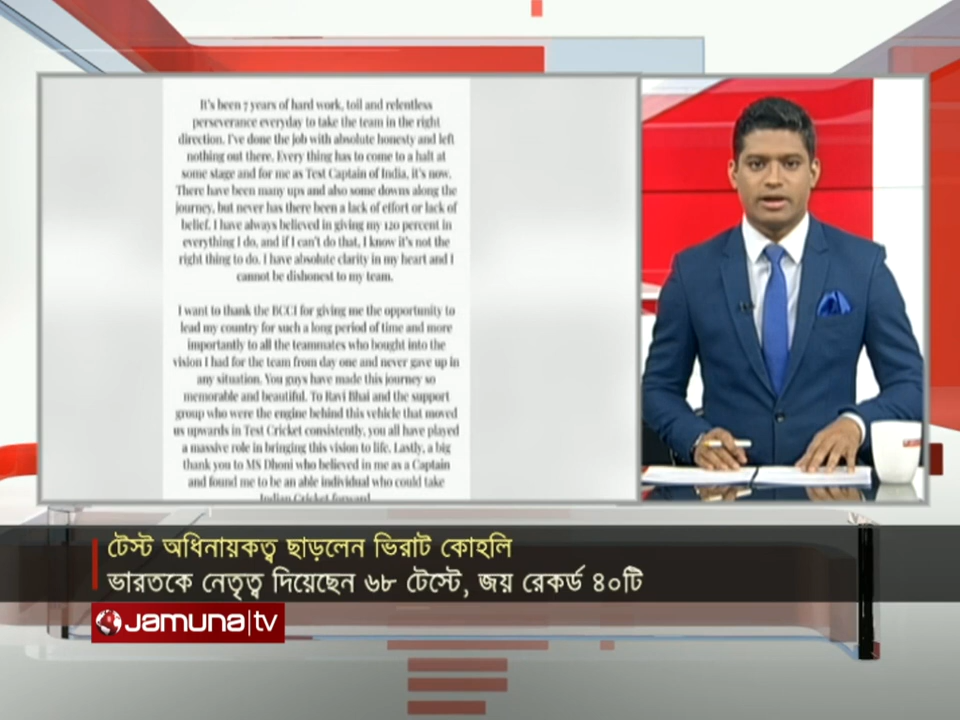 It's been 7 years of hard work, toil and relentless
perseverance everyday to take the team in the right
direction. I've done the job with absolute honesty and left
nothing out there. Every thing has to come to a halt at
some stage and for me as Test Captain of India, it's now.
There have been many ups and also some downs along the
journey, but never has there been a lack of effort or lack of
belief. I have always believed in giving my 120 percent in
everything I do, and if I can't do that, I know it's not the
right thing to do. I have absolute clarity in my heart and I
cannot be dishonest to my team.
I want to thank the BCCI for giving me the opportunity to
lead my country for such a long period of time and more
importantly to all the teammates who bought into the
vision I had for the team from day one and never gave up in
any situation. You guys have made this journey so
memorable and beautiful. To Ravi Bhai and the support
group who were the engine behind this vehicle that moved
us upwards in Test Cricket consistently, you all have played
a massive role in bringing this vision to life. Lastly, a big
thank you to MS Dhoni who believed in me as a Captain
and found me to be an able individual who could take
Indian Cricket forward
টেস্ট অধিনায়কত্ব ছাড়লেন ভিরাট কোহলি
ভারতকে নেতৃত্ব দিয়েছেন ৬৮ টেস্টে, জয় রেকর্ড ৪০টি
Jamuna|tv